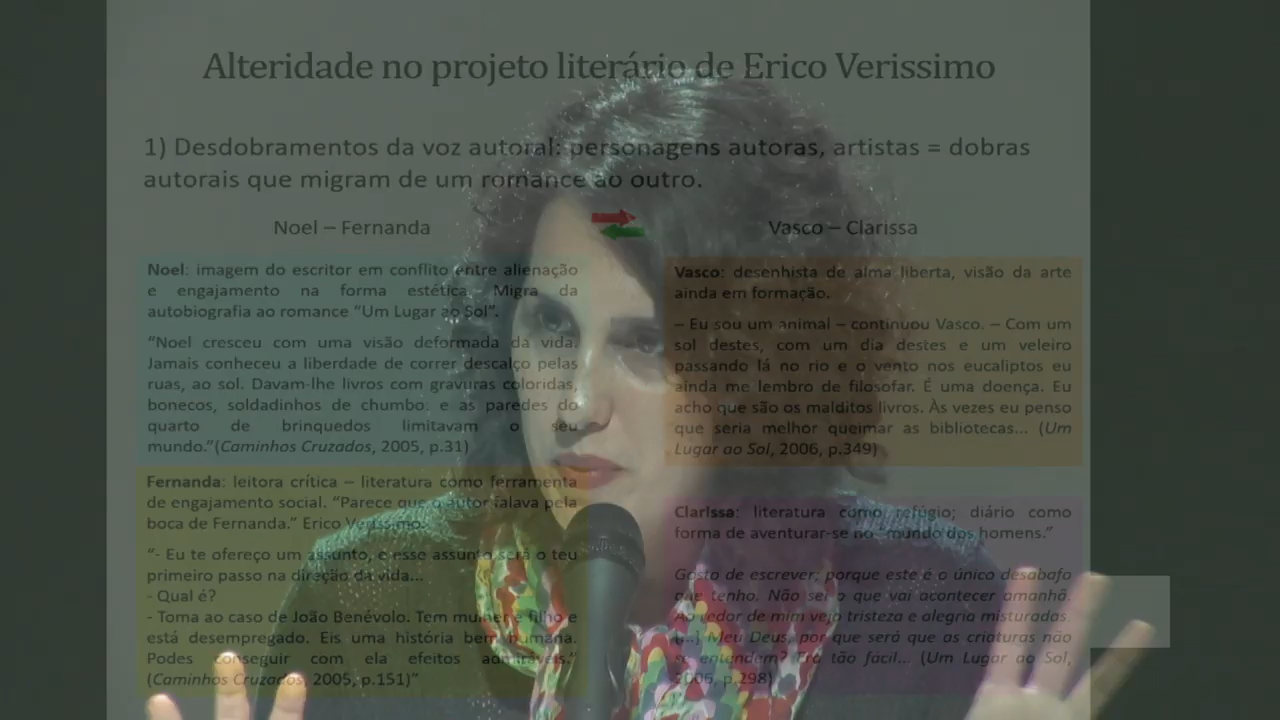 Alteridade no projeto literário de Erico Verissimo
1) Desdobramentos da voz autoral: personagens autoras, artistas = dobras
autorais que migram de um romance ao outro.
Noel – Fernanda
Noel: imagem do escritor em conflito entre alienação
e engajamento na forma estética. Migra da
autobiografia ao romance “Um Lugar ao Sol”.
“Noel cresceu com uma visão deformada da vida.
Jamais conheceu a liberdade de correr descalço pelas
ruas, ao sol. Davam-lhe livros com gravuras coloridas,
bonecos, soldadinhos de chumbo; e as paredes do
quarto de brinquedos limitavam o seu
mundo.”(Caminhos Cruzados, 2005, p.31)
Fernanda: leitora crítica – literatura como ferramenta
de engajamento social. “Parece que o autor falava pela
boca de Fernanda.” Erico Verissimo.
“- Eu te ofereço um assunto, e esse assunto será o teu
primeiro passo na direção da vida...
- Qual é?
- Toma ao caso de João Benévolo. Tem mulher e filho e
está desempregado. Eis uma história bem humana.
Podes conseguir com ela efeitos admiráveis.”
(Caminhos Cruzados, 2005, p.151)”
Vasco – Clarissa
Vasco: desenhista de alma liberta, visão da arte
ainda em formação.
– Eu sou um animal – continuou Vasco. – Com um
sol destes, com um dia destes e um veleiro
passando lá no rio e o vento nos eucaliptos eu
ainda me lembro de filosofar. É uma doença. Eu
acho que são os malditos livros. Às vezes eu penso
que seria melhor queimar as bibliotecas... (Um
Lugar ao Sol, 2006, p.349)
Clarissa: literatura como refúgio; diário como
forma de aventurar-se no “mundo dos homens.”
Gosto de escrever; porque este é o único desabafo
que tenho. Não sei o que vai acontecer amanhã.
Ao redor de mim vejo tristeza e alegria misturadas.
[...] Meu Deus, por que será que as criaturas não
se entendem? Era tão fácil... (Um Lugar ao Sol,
2006, p.298)